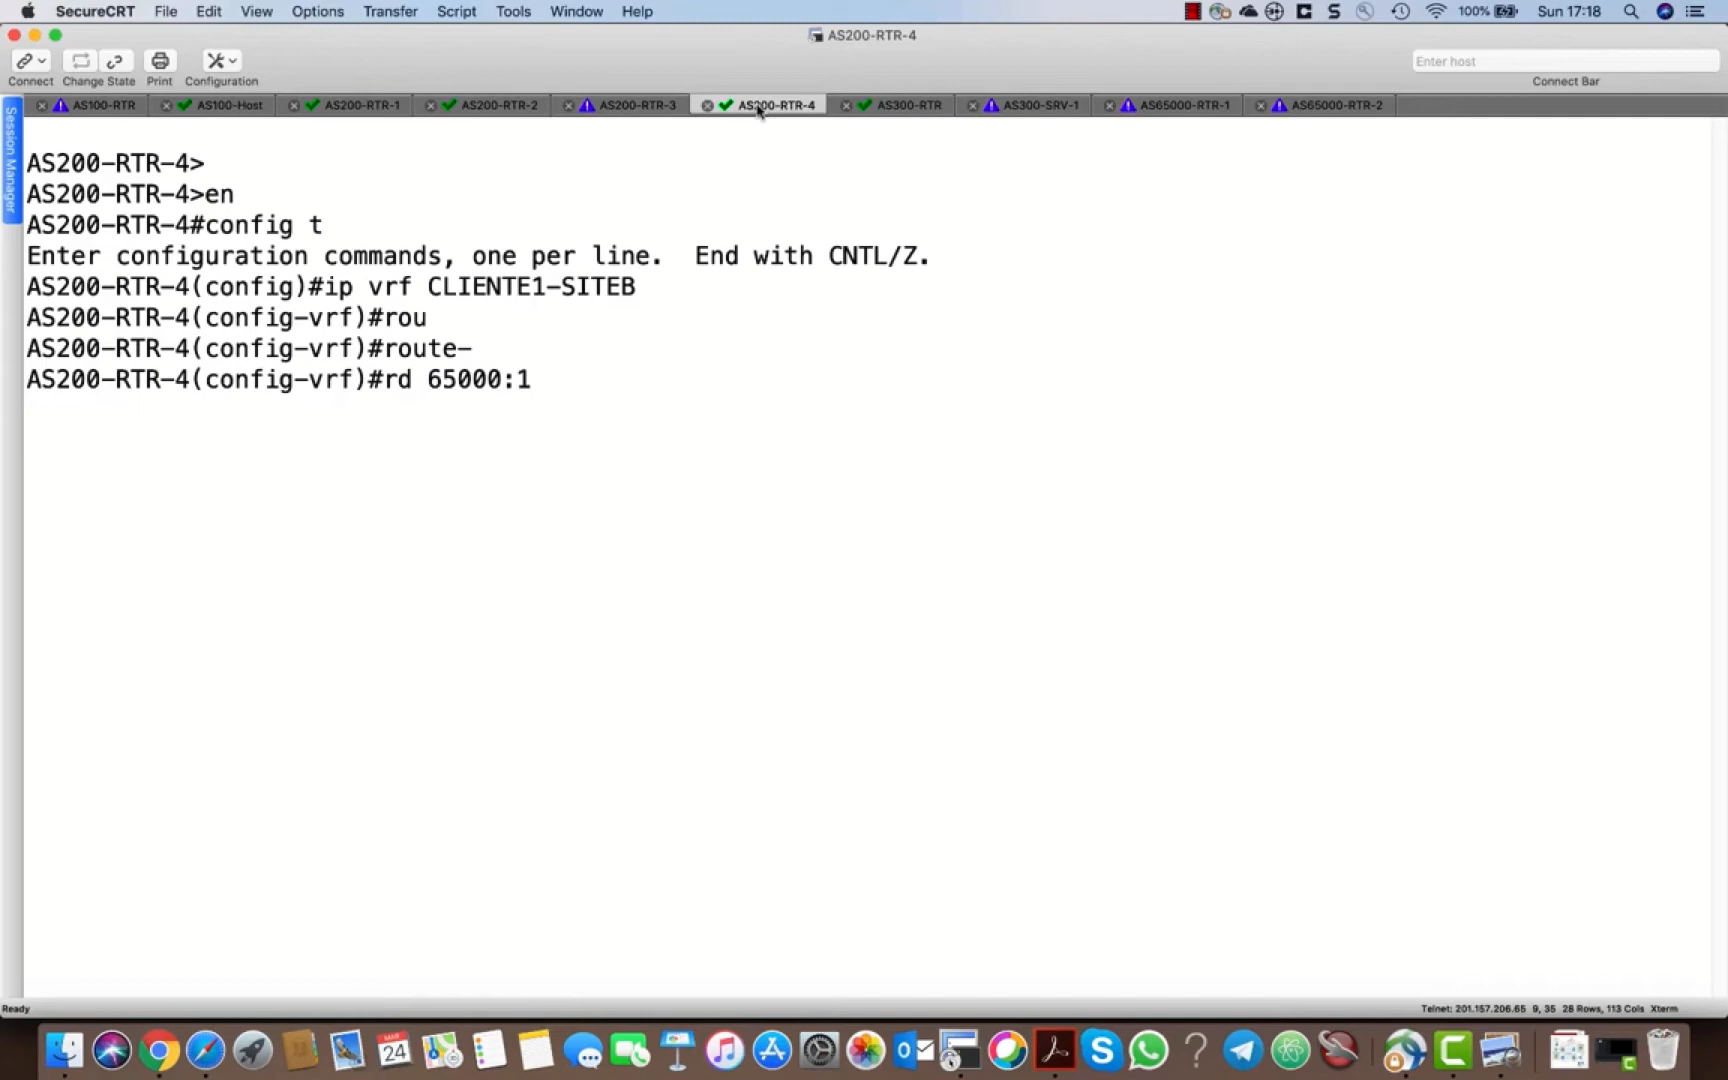 SecureCRT File Edit View Options Transfer Script Tools Window Help 100% Sun 17:18
AS200-RTR-4
Enter host
Connect Change State Print Configuration Connect Bar
AS100-RTR AS100-Host AS200-RTR-1 AS200-RTR-2 AS200-RTR-3 AS200-RTR-4 AS300-RTR AS300-SRV-1 AS65000-RTR-1 AS65000-RTR-2
Session Manager
AS200-RTR-4>
AS200-RTR-4>en
AS200-RTR-4#config t
Enter configuration commands, one per line.  End with CNTL/Z.
AS200-RTR-4(config)#ip vrf CLIENTE1-SITEB
AS200-RTR-4(config-vrf)#rou
AS200-RTR-4(config-vrf)#route-
AS200-RTR-4(config-vrf)#rd 65000:1
Ready Telnet: 201.157.206.65 9, 35 28 Rows, 113 Cols Xterm
MAR
24